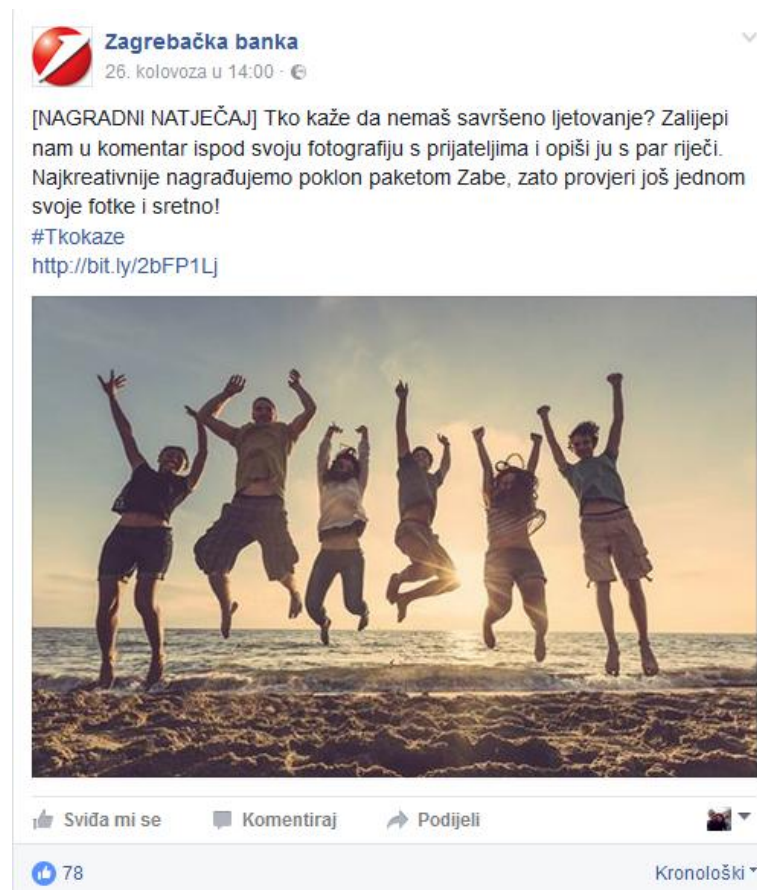 Zagrebačka banka
26. kolovoza u 14:00 ·
[NAGRADNI NATJEČAJ] Tko kaže da nemaš savršeno ljetovanje? Zalijepi
nam u komentar ispod svoju fotografiju s prijateljima i opiši ju s par riječi.
Najkreativnije nagrađujemo poklon paketom Zabe, zato provjeri još jednom
svoje fotke i sretno!
#Tkokaze
http://bit.ly/2bFP1Lj
Sviđa mi se Komentiraj Podijeli
78 Kronološki